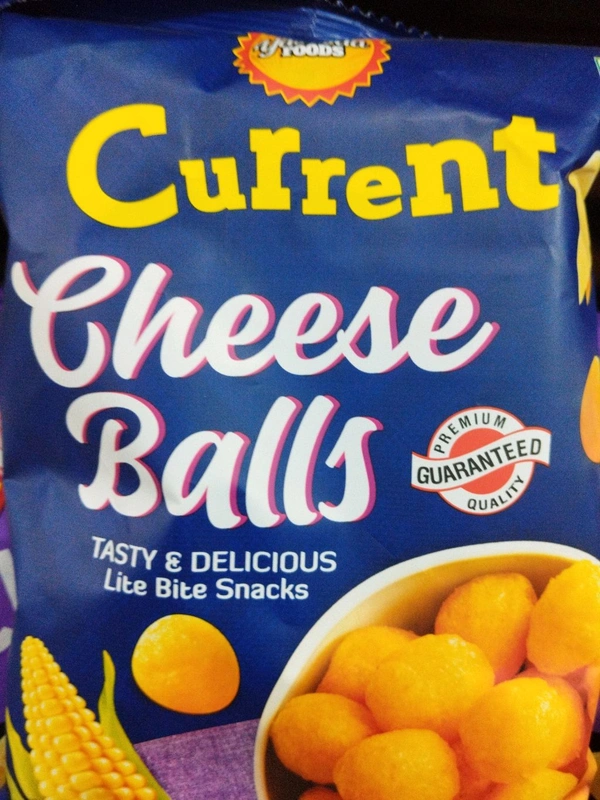 FOODS
Current
Cheese
Balls
PREMIUM
GUARANTEED
QUALITY
TASTY & DELICIOUS
Lite Bite Snacks